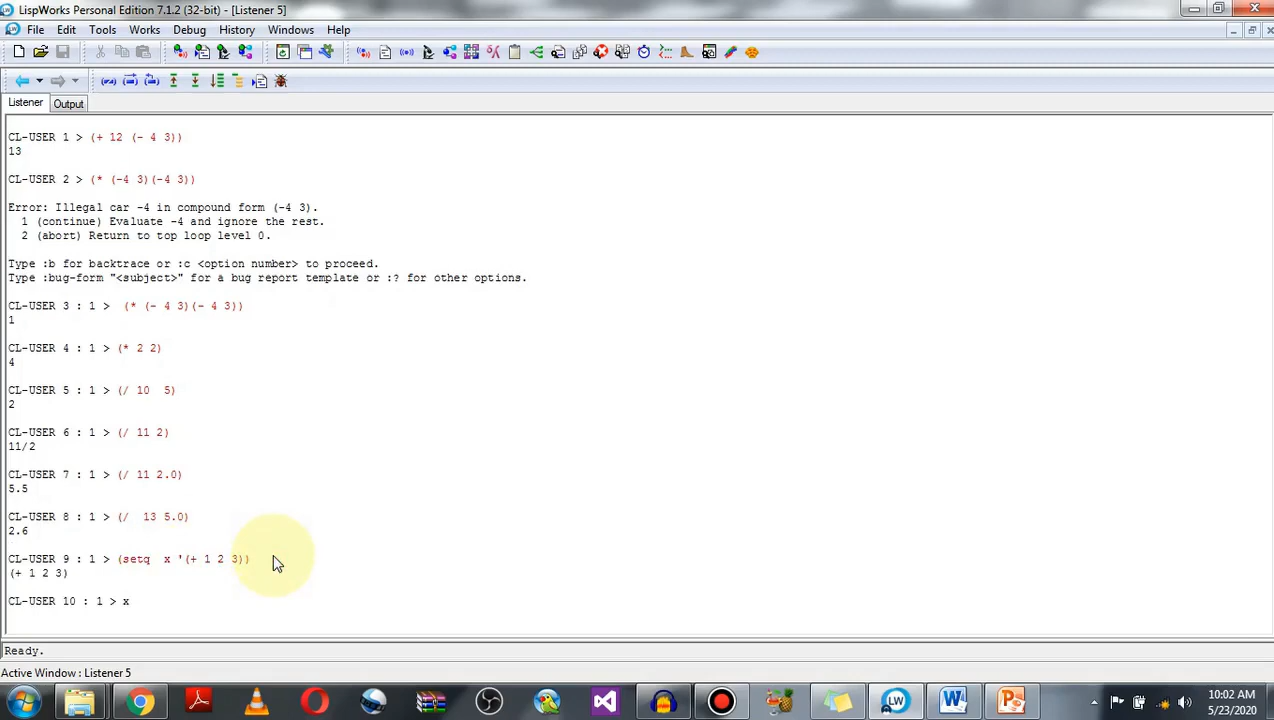 LispWorks Personal Edition 7.1.2 (32-bit) - [Listener 5]
File Edit Tools Works Debug History Windows Help
Listener Output
CL-USER 1 > (+ 12 (- 4 3))
13
CL-USER 2 > (* (-4 3)(-4 3))
Error: Illegal car -4 in compound form (-4 3).
1 (continue) Evaluate -4 and ignore the rest.
2 (abort) Return to top loop level 0.
Type :b for backtrace or :c <option number> to proceed.
Type :bug-form "<subject>" for a bug report template or :? for other options.
CL-USER 3 : 1 > (* (- 4 3)(- 4 3))
1
CL-USER 4 : 1 > (* 2 2)
4
CL-USER 5 : 1 > (/ 10 5)
2
CL-USER 6 : 1 > (/ 11 2)
11/2
CL-USER 7 : 1 > (/ 11 2.0)
5.5
CL-USER 8 : 1 > (/ 13 5.0)
2.6
CL-USER 9 : 1 > (setq x '(+ 1 2 3))
(+ 1 2 3)
CL-USER 10 : 1 > x
Ready.
Active Window : Listener 5
10:02 AM
5/23/2020